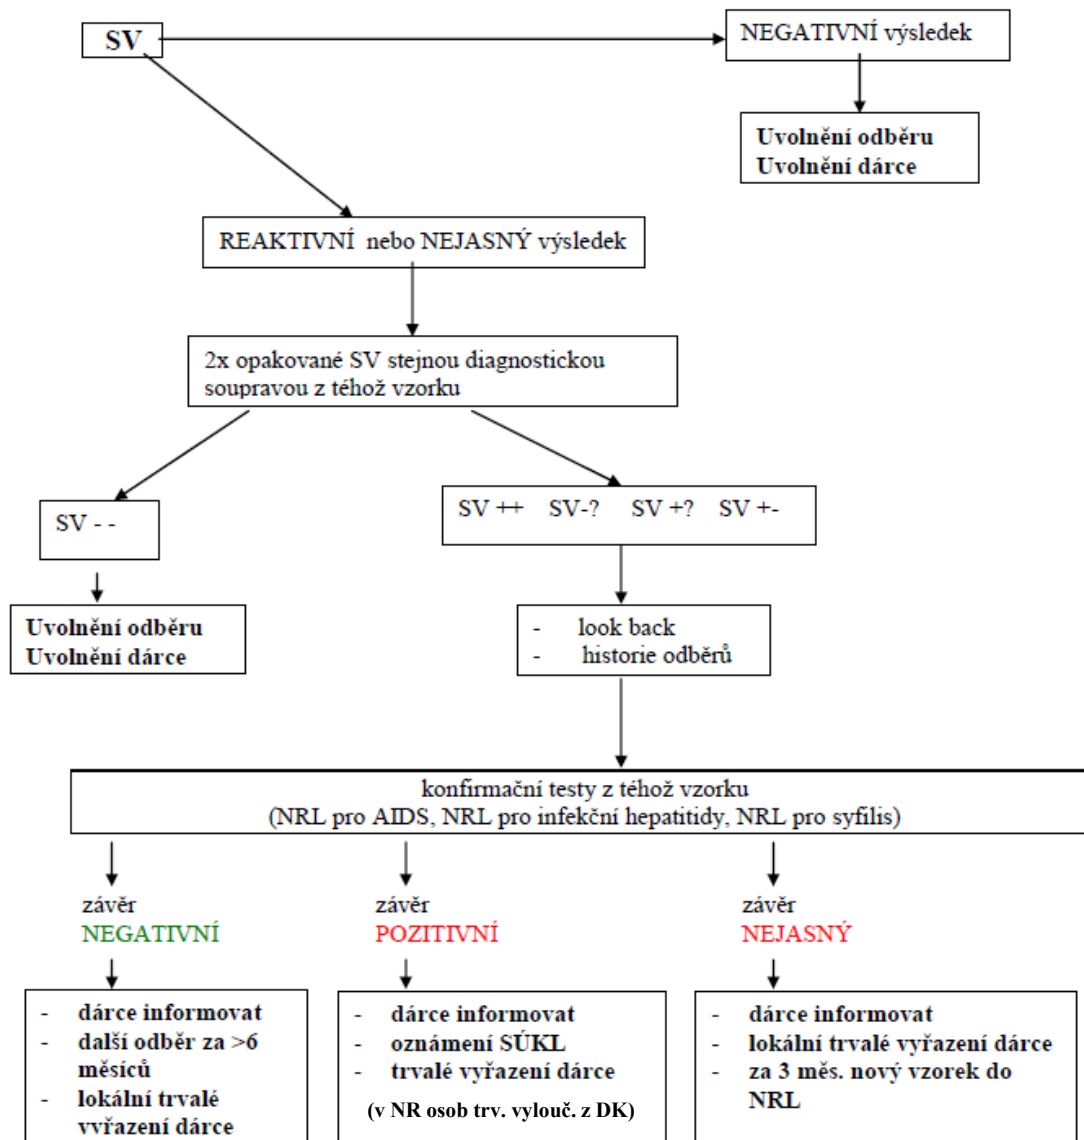 SV
NEGATIVNÍ výsledek
Uvolnění odběru
Uvolnění dárce
REAKTIVNÍ nebo NEJASNÝ výsledek
2x opakované SV stejnou diagnostickou
soupravou z téhož vzorku
SV - -
SV ++ SV-? SV +? SV +-
Uvolnění odběru
Uvolnění dárce
- look back
- historie odběrů
konfirmační testy z téhož vzorku
(NRL pro AIDS, NRL pro infekční hepatitidy, NRL pro syfilis)
závěr
NEGATIVNÍ
závěr
POZITIVNÍ
závěr
NEJASNÝ
- dárce informovat
- další odběr za >6
měsíců
- lokální trvalé
vyřazení dárce
- dárce informovat
- oznámení SÚKL
- trvalé vyřazení dárce
(v NR osob trv. vylouč. z DK)
- dárce informovat
- lokální trvalé vyřazení dárce
- za 3 měs. nový vzorek do
NRL